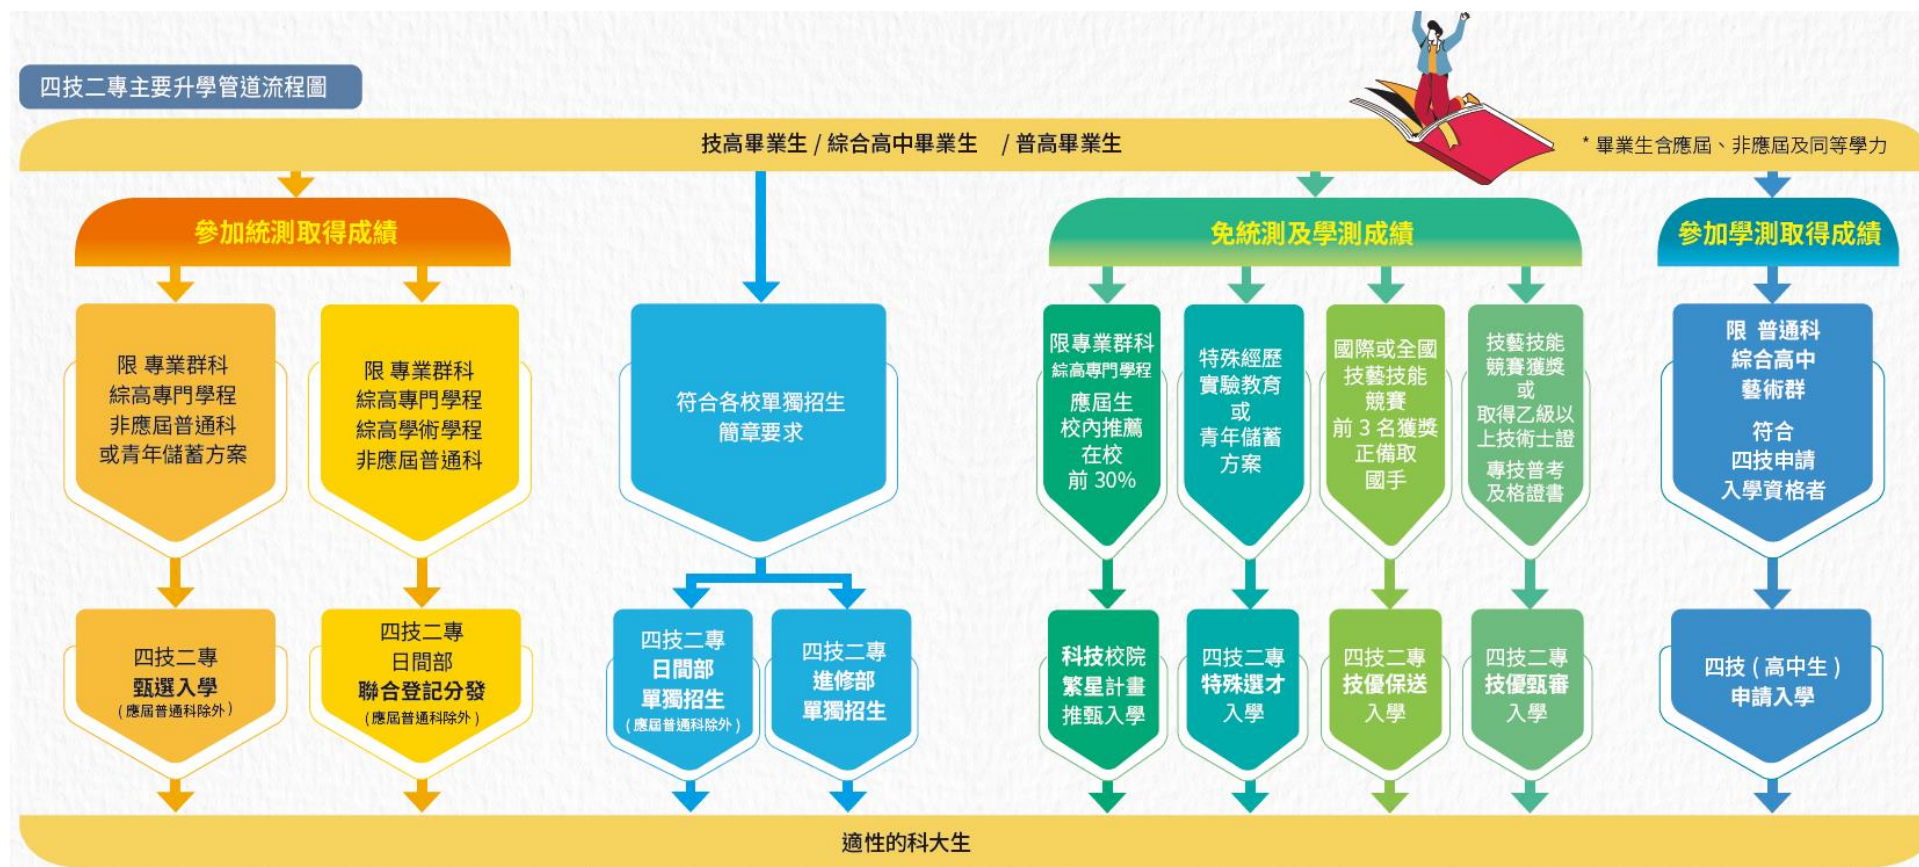 四技二專主要升學管道流程圖
技高畢業生 / 綜合高中畢業生 / 普高畢業生
* 畢業生含應屆、非應屆及同等學力
參加統測取得成績
限 專業群科
綜高專門學程
非應屆普通科
或青年儲蓄方案
四技二專
甄選入學
(應屆普通科除外)
限 專業群科
綜高專門學程
綜高學術學程
非應屆普通科
四技二專
日間部
聯合登記分發
(應屆普通科除外)
符合各校單獨招生
簡章要求
四技二專
日間部
單獨招生
(應屆普通科除外)
四技二專
進修部
單獨招生
免統測及學測成績
限專業群科
綜高專門學程
應屆生
校內推薦
在校
前 30%
科技校院
繁星計畫
推甄入學
特殊經歷
實驗教育
或
青年儲蓄
方案
四技二專
特殊選才
入學
國際或全國
技藝技能
競賽
前 3 名獲獎
正備取
國手
四技二專
技優保送
入學
技藝技能
競賽獲獎
或
取得乙級以
上技術士證
專技普考
及格證書
四技二專
技優甄審
入學
參加學測取得成績
限 普通科
綜合高中
藝術群
符合
四技申請
入學資格者
四技 ( 高中生 )
申請入學
適性的科大生